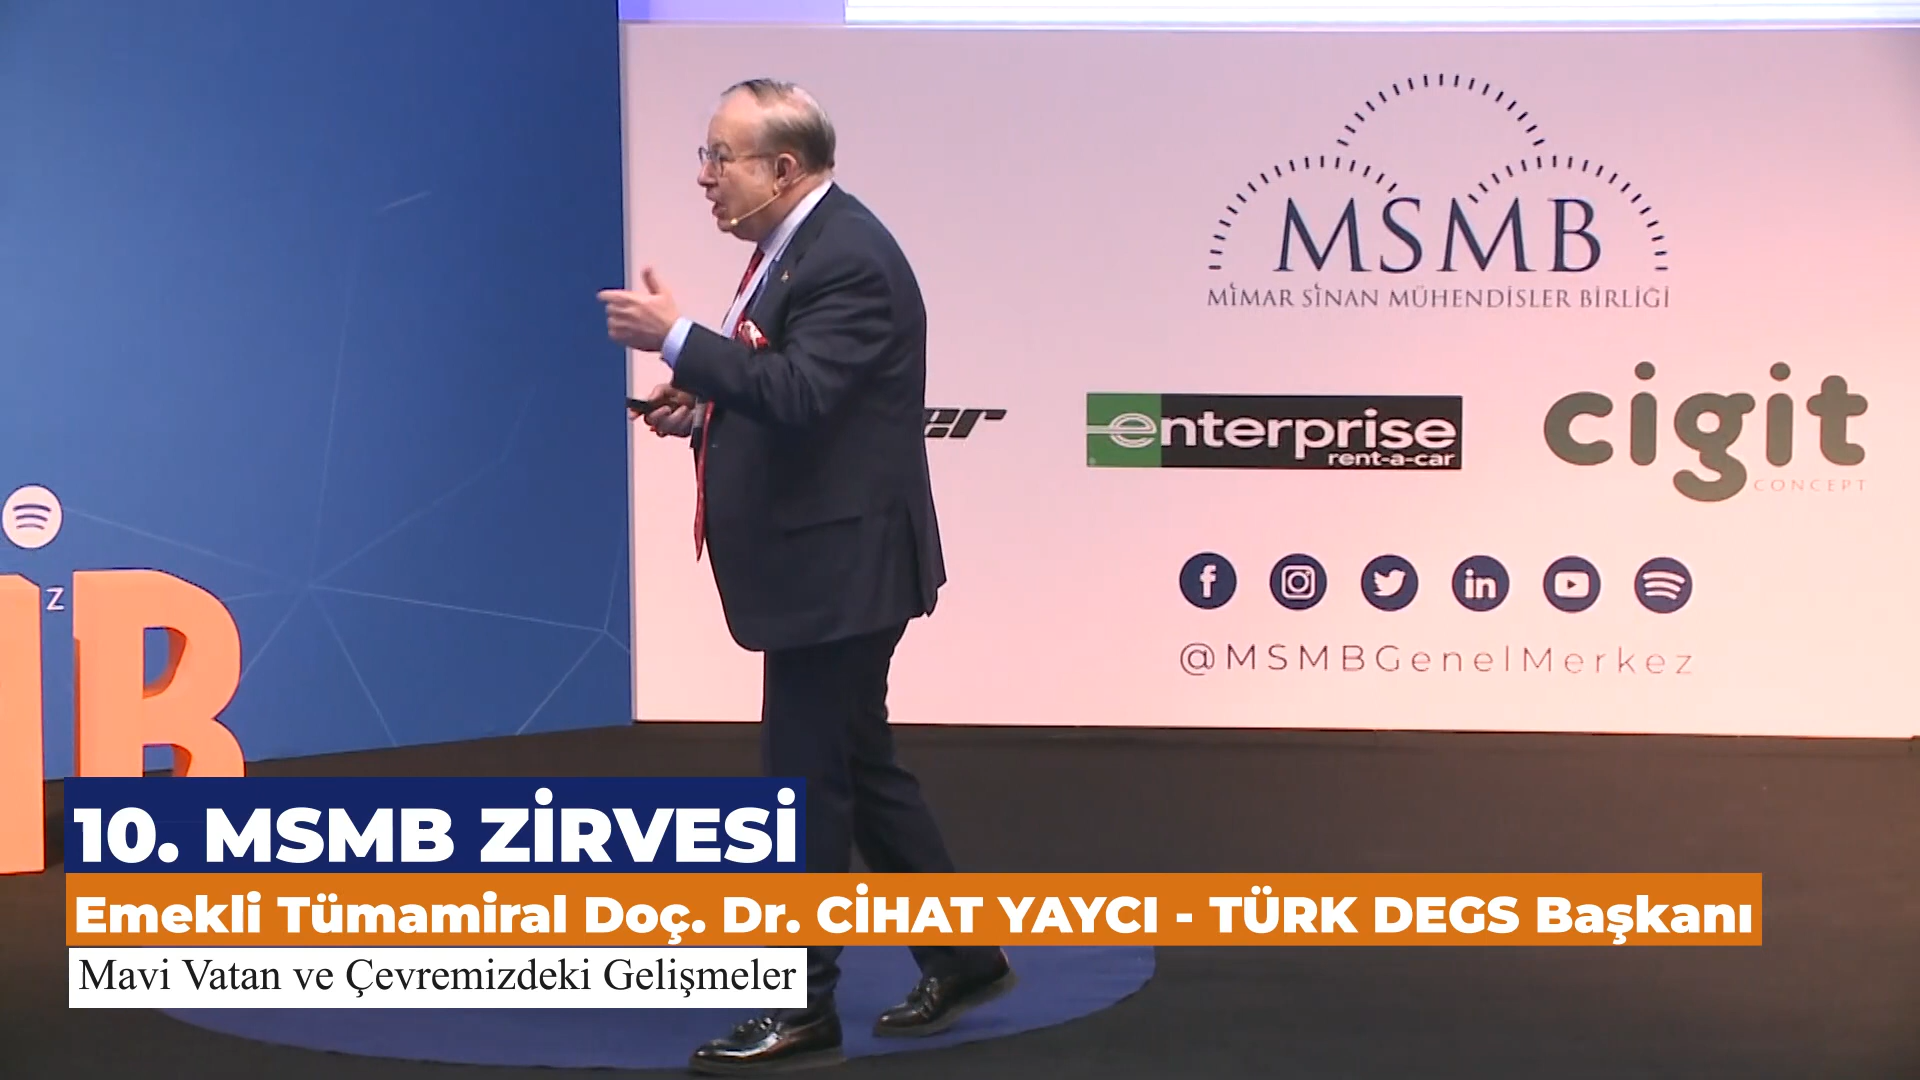 MSMB
MİMAR SİNAN MÜHENDİSLER BİRLİĞİ
enterprise
rent-a-car
cigit
CONCEPT
@MSMBGenelMerkez
z
B
10. MSMB ZİRVESİ
Emekli Tümamiral Doç. Dr. CİHAT YAYCI - TÜRK DEGS Başkanı
Mavi Vatan ve Çevremizdeki Gelişmeler